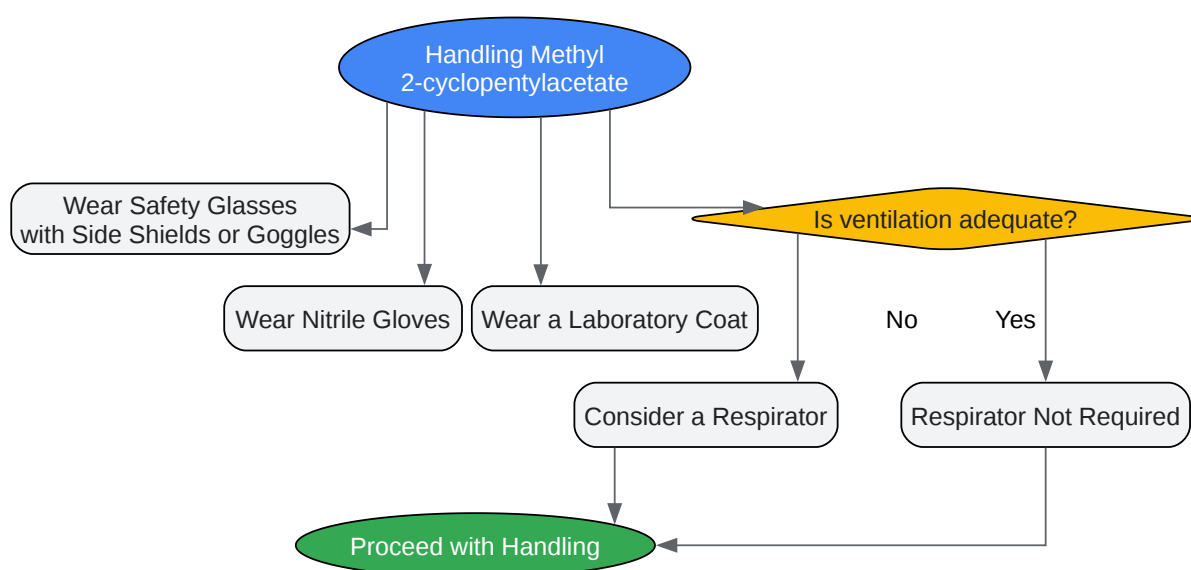 Handling Methyl
2-cyclopentylacetate
Wear Safety Glasses
with Side Shields or Goggles
Is ventilation adequate?
Wear Nitrile Gloves
Wear a Laboratory Coat
No
Yes
Consider a Respirator
Respirator Not Required
Proceed with Handling